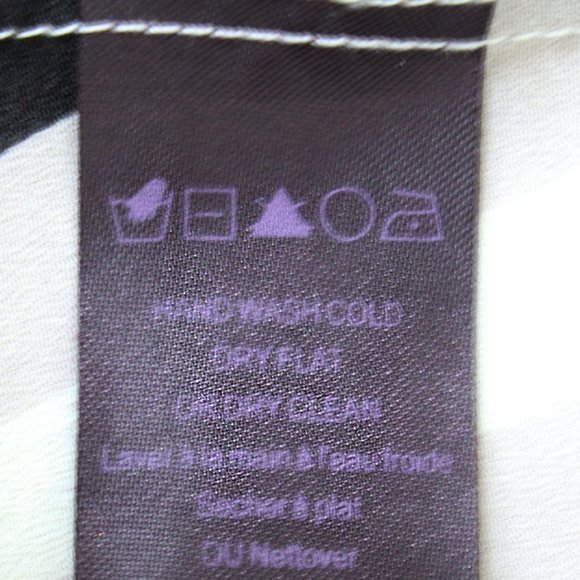 HAND WASH COLD
DRY FLAT
OR DRY CLEAN
Laver à la main à l'eau froide
Sécher à plat
OU Nettoyer